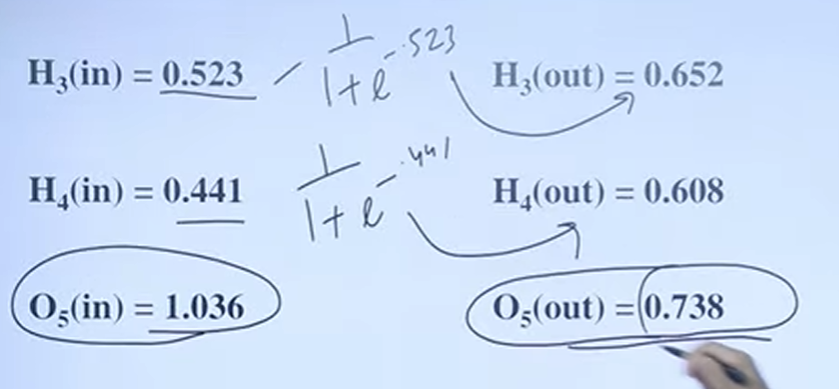 H₃(in) = 0.523 1/1+e^-.523 H₃(out) = 0.652
H₄(in) = 0.441 1/1+e^-.441 H₄(out) = 0.608
O₅(in) = 1.036 O₅(out) = 0.738